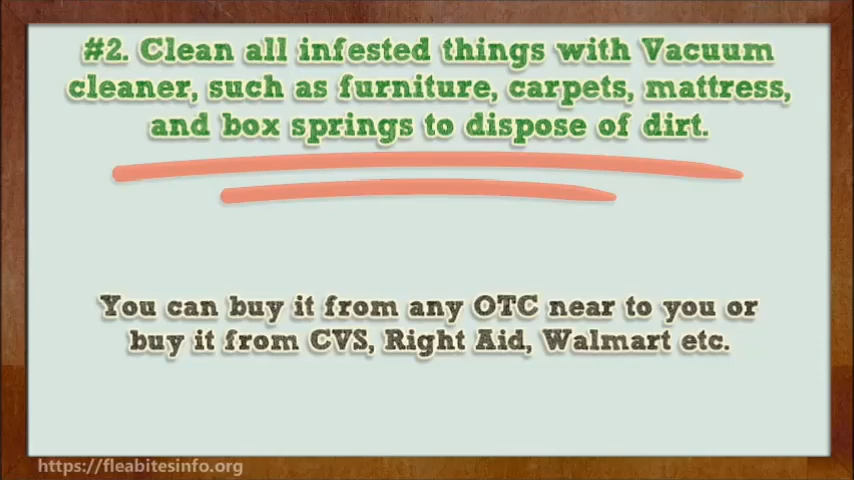 #2. Clean all infested things with Vacuum
cleaner, such as furniture, carpets, mattress,
and box springs to dispose of dirt.
You can buy it from any OTC near to you or
buy it from CVS, Right Aid, Walmart etc.
https://fleabitesinfo.org